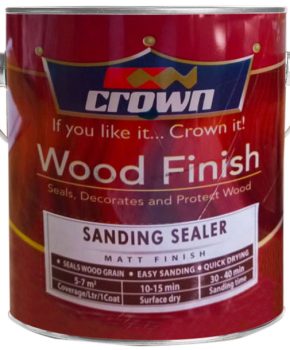 CROWN
If you like it... Crown it!
Wood Finish
Seals, Decorates and Protect Wood
SANDING SEALER
MATT FINISH
• SEALS WOOD GRAIN • EASY SANDING • QUICK DRYING
5-7 m² 10-15 min 30 - 40 min
Coverage/Ltr/1Coat Surface dry Sanding time